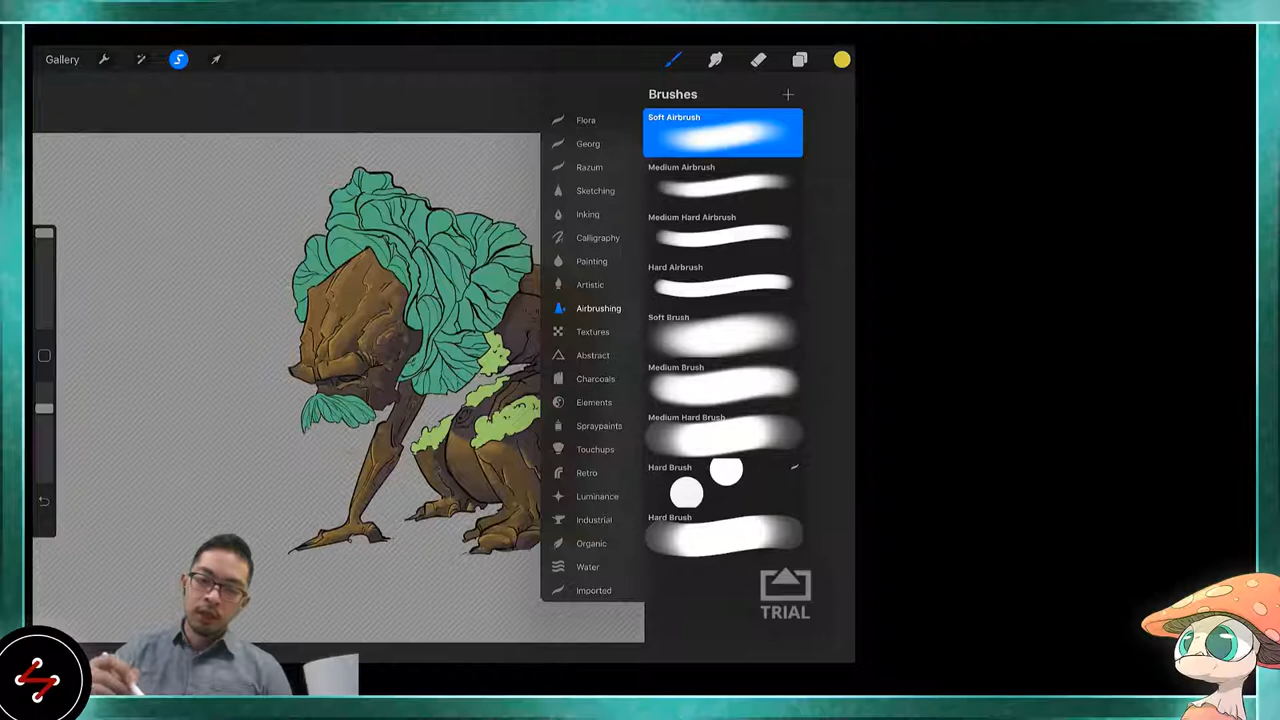 Gallery
Brushes
Flora
Georg
Razum
Sketching
Inking
Calligraphy
Painting
Artistic
Airbrushing
Textures
Abstract
Charcoals
Elements
Spraypaints
Touchups
Retro
Luminance
Industrial
Organic
Water
Imported
Soft Airbrush
Medium Airbrush
Medium Hard Airbrush
Hard Airbrush
Soft Brush
Medium Brush
Medium Hard Brush
Hard Brush
Hard Brush
TRIAL